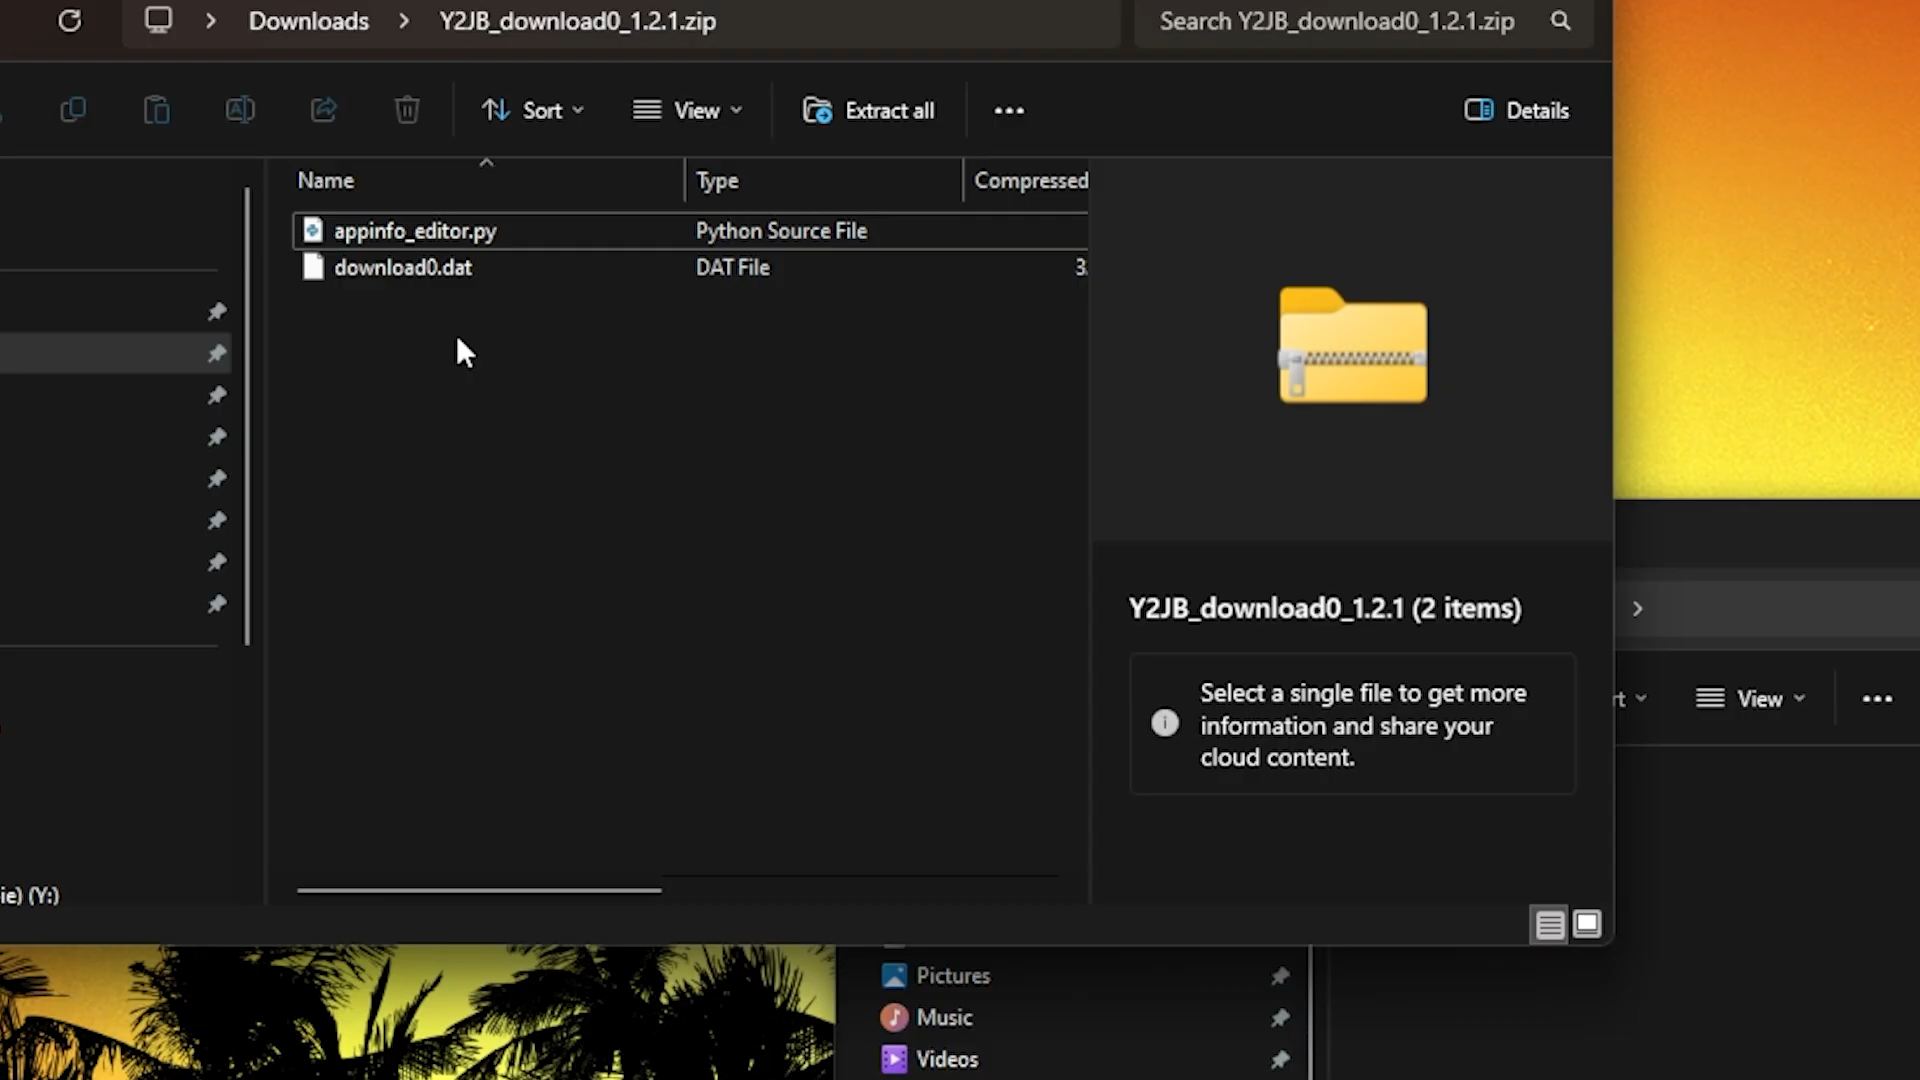 Downloads > Y2JB_download0_1.2.1.zip
Search Y2JB_download0_1.2.1.zip
Sort
View
Extract all
Details
Name
Type
Compressed
appinfo_editor.py
Python Source File
download0.dat
DAT File
3
Y2JB_download0_1.2.1 (2 items)
Select a single file to get more
information and share your
cloud content.
rt
View
ie) (Y:)
Pictures
Music
Videos